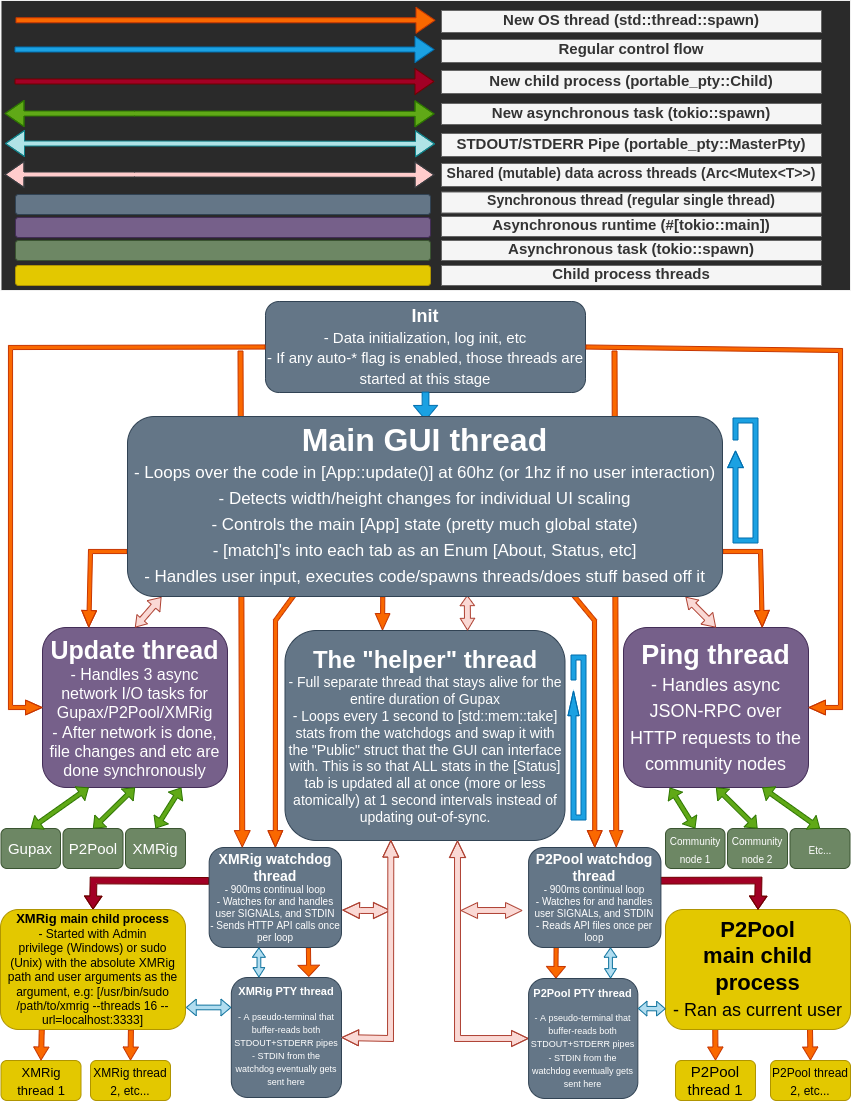 New OS thread (std::thread::spawn)
Regular control flow
New child process (portable_pty::Child)
New asynchronous task (tokio::spawn)
STDOUT/STDERR Pipe (portable_pty::MasterPty)
Shared (mutable) data across threads (Arc<Mutex<T>>)
Synchronous thread (regular single thread)
Asynchronous runtime (#[tokio::main])
Asynchronous task (tokio::spawn)
Child process threads
Init
- Data initialization, log init, etc
- If any auto-* flag is enabled, those threads are
started at this stage
Main GUI thread
- Loops over the code in [App::update()] at 60hz (or 1hz if no user interaction)
- Detects width/height changes for individual UI scaling
- Controls the main [App] state (pretty much global state)
- [match]'s into each tab as an Enum [About, Status, etc]
- Handles user input, executes code/spawns threads/does stuff based off it
Update thread
- Handles 3 async
network I/O tasks for
Gupax/P2Pool/XMRig
- After network is done,
file changes and etc are
done synchronously
The "helper" thread
- Full separate thread that stays alive for the
entire duration of Gupax
- Loops every 1 second to [std::mem::take]
stats from the watchdogs and swap it with
the "Public" struct that the GUI can interface
with. This is so that ALL stats in the [Status]
tab is updated all at once (more or less
atomically) at 1 second intervals instead of
updating out-of-sync.
Ping thread
- Handles async
JSON-RPC over
HTTP requests to the
community nodes
Gupax
P2Pool
XMRig
Community
node 1
Community
node 2
Etc...
XMRig watchdog
thread
- 900ms continual loop
- Watches for and handles
user SIGNALs, and STDIN
- Sends HTTP API calls once
per loop
P2Pool watchdog
thread
- 900ms continual loop
- Watches for and handles
user SIGNALs, and STDIN
- Reads API files once per
loop
XMRig main child process
- Started with Admin
privilege (Windows) or sudo
(Unix) with the absolute XMRig
path and user arguments as the
argument, e.g: [/usr/bin/sudo
/path/to/xmrig --threads 16 --
url=localhost:3333]
XMRig PTY thread
- A pseudo-terminal that
buffer-reads both
STDOUT+STDERR pipes
- STDIN from the
watchdog eventually gets
sent here
P2Pool PTY thread
- A pseudo-terminal that
buffer-reads both
STDOUT+STDERR pipes
- STDIN from the
watchdog eventually gets
sent here
P2Pool
main child
process
- Ran as current user
XMRig
thread 1
XMRig thread
2, etc...
P2Pool
thread 1
P2Pool thread
2, etc...